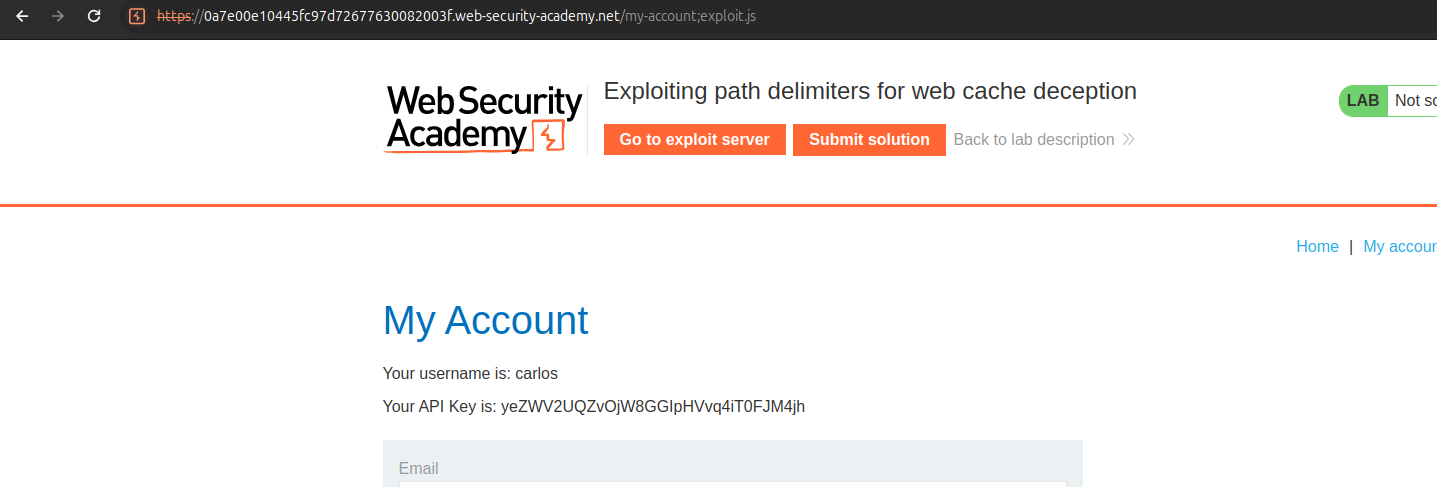 https://0a7e00e10445fc97d72677630082003f.web-security-academy.net/my-account;exploit.js
Web Security
Academy
Exploiting path delimiters for web cache deception
LAB Not sc
Go to exploit server Submit solution Back to lab description
Home | My accour
My Account
Your username is: carlos
Your API Key is: yeZWV2UQZvOjW8GGIpHVvq4iT0FJM4jh
Email